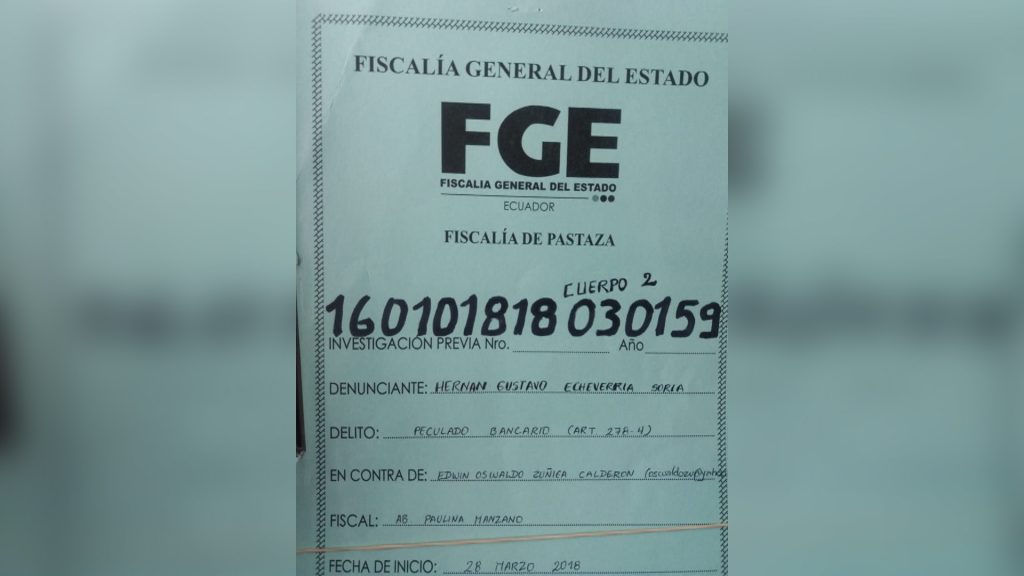 FISCALÍA GENERAL DEL ESTADO
FGE
FISCALIA GENERAL DEL ESTADO
ECUADOR
FISCALÍA DE PASTAZA
CUERPO 2
160101818030159
INVESTIGACIÓN PREVIA Nro. Año
DENUNCIANTE: HERNAN GUSTAVO ECHEVERRIA SORIA
DELITO: PECULADO BANCARIO (ART. 278-4)
EN CONTRA DE: EDWIN OSWALDO ZUÑIGA CALDERON
FISCAL: AB PAULINA MANZANO
FECHA DE INICIO: 28 MARZO 2018